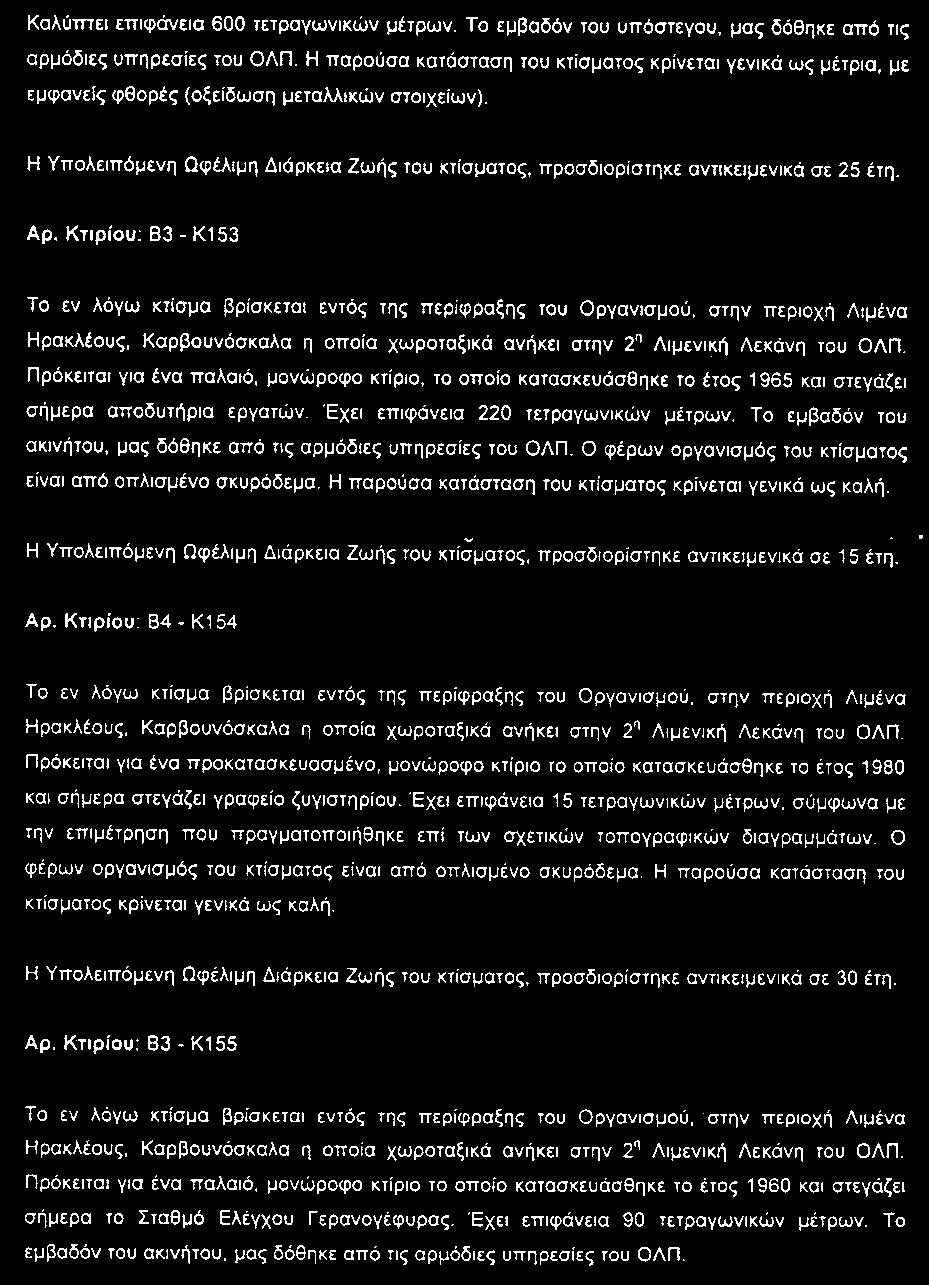 Καλύπτει επιφάνεια 600 τετραγωνικών μέτρων. Το εμβαδόν του υπόστεγου, μας δόθηκε από τις
αρμόδιες υπηρεσίες του ΟΛΠ. Η παρούσα κατάσταση του κτίσματος κρίνεται γενικά ως μέτρια, με
εμφανείς φθορές (οξείδωση μεταλλικών στοιχείων).
Η Υπολειπόμενη Ωφέλιμη Διάρκεια Ζωής του κτίσματος, προσδιορίστηκε αντικειμενικά σε 25 έτη.
Αρ. Κτιρίου: Β3 - Κ153
Το εν λόγω κτίσμα βρίσκεται εντός της περίφραξης του Οργανισμού, στην περιοχή Λιμένα
Ηρακλέους, Καρβουνόσκαλα η οποία χωροταξικά ανήκει στην 2η Λιμενική Λεκάνη του ΟΛΠ.
Πρόκειται για ένα παλαιό, μονώροφο κτίριο, το οποίο κατασκευάσθηκε το έτος 1965 και στεγάζει
σήμερα αποδυτήρια εργατών. Έχει επιφάνεια 220 τετραγωνικών μέτρων. Το εμβαδόν του
ακινήτου, μας δόθηκε από τις αρμόδιες υπηρεσίες του ΟΛΠ. Ο φέρων οργανισμός του κτίσματος
είναι από οπλισμένο σκυρόδεμα. Η παρούσα κατάσταση του κτίσματος κρίνεται γενικά ως καλή.
Η Υπολειπόμενη Ωφέλιμη Διάρκεια Ζωής του κτίσματος, προσδιορίστηκε αντικειμενικά σε 15 έτη.
Αρ. Κτιρίου: Β4 - Κ154
Το εν λόγω κτίσμα βρίσκεται εντός της περίφραξης του Οργανισμού, στην περιοχή Λιμένα
Ηρακλέους, Καρβουνόσκαλα η οποία χωροταξικά ανήκει στην 2η Λιμενική Λεκάνη του ΟΛΠ.
Πρόκειται για ένα προκατασκευασμένο, μονώροφο κτίριο το οποίο κατασκευάσθηκε το έτος 1980
και σήμερα στεγάζει γραφείο ζυγιστηρίου. Έχει επιφάνεια 15 τετραγωνικών μέτρων, σύμφωνα με
την επιμέτρηση που πραγματοποιήθηκε επί των σχετικών τοπογραφικών διαγραμμάτων. Ο
φέρων οργανισμός του κτίσματος είναι από οπλισμένο σκυρόδεμα. Η παρούσα κατάσταση του
κτίσματος κρίνεται γενικά ως καλή.
Η Υπολειπόμενη Ωφέλιμη Διάρκεια Ζωής του κτίσματος, προσδιορίστηκε αντικειμενικά σε 30 έτη.
Αρ. Κτιρίου: Β3 - Κ155
Το εν λόγω κτίσμα βρίσκεται εντός της περίφραξης του Οργανισμού, στην περιοχή Λιμένα
Ηρακλέους, Καρβουνόσκαλα η οποία χωροταξικά ανήκει στην 2η Λιμενική Λεκάνη του ΟΛΠ.
Πρόκειται για ένα παλαιό, μονώροφο κτίριο το οποίο κατασκευάσθηκε το έτος 1960 και στεγάζει
σήμερα το Σταθμό Ελέγχου Γερανογέφυρας. Έχει επιφάνεια 90 τετραγωνικών μέτρων. Το
εμβαδόν του ακινήτου, μας δόθηκε από τις αρμόδιες υπηρεσίες του ΟΛΠ.